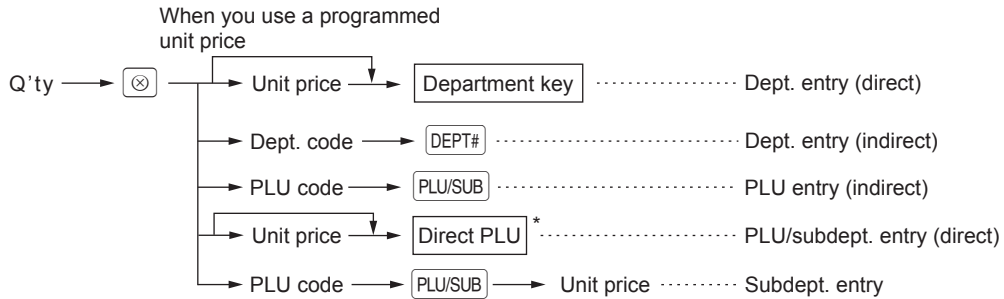 When you use a programmed
unit price
Q'ty ⊗ Unit price Department key Dept. entry (direct)
Dept. code DEPT# Dept. entry (indirect)
PLU code PLU/SUB PLU entry (indirect)
Unit price Direct PLU * PLU/subdept. entry (direct)
PLU code PLU/SUB Unit price Subdept. entry